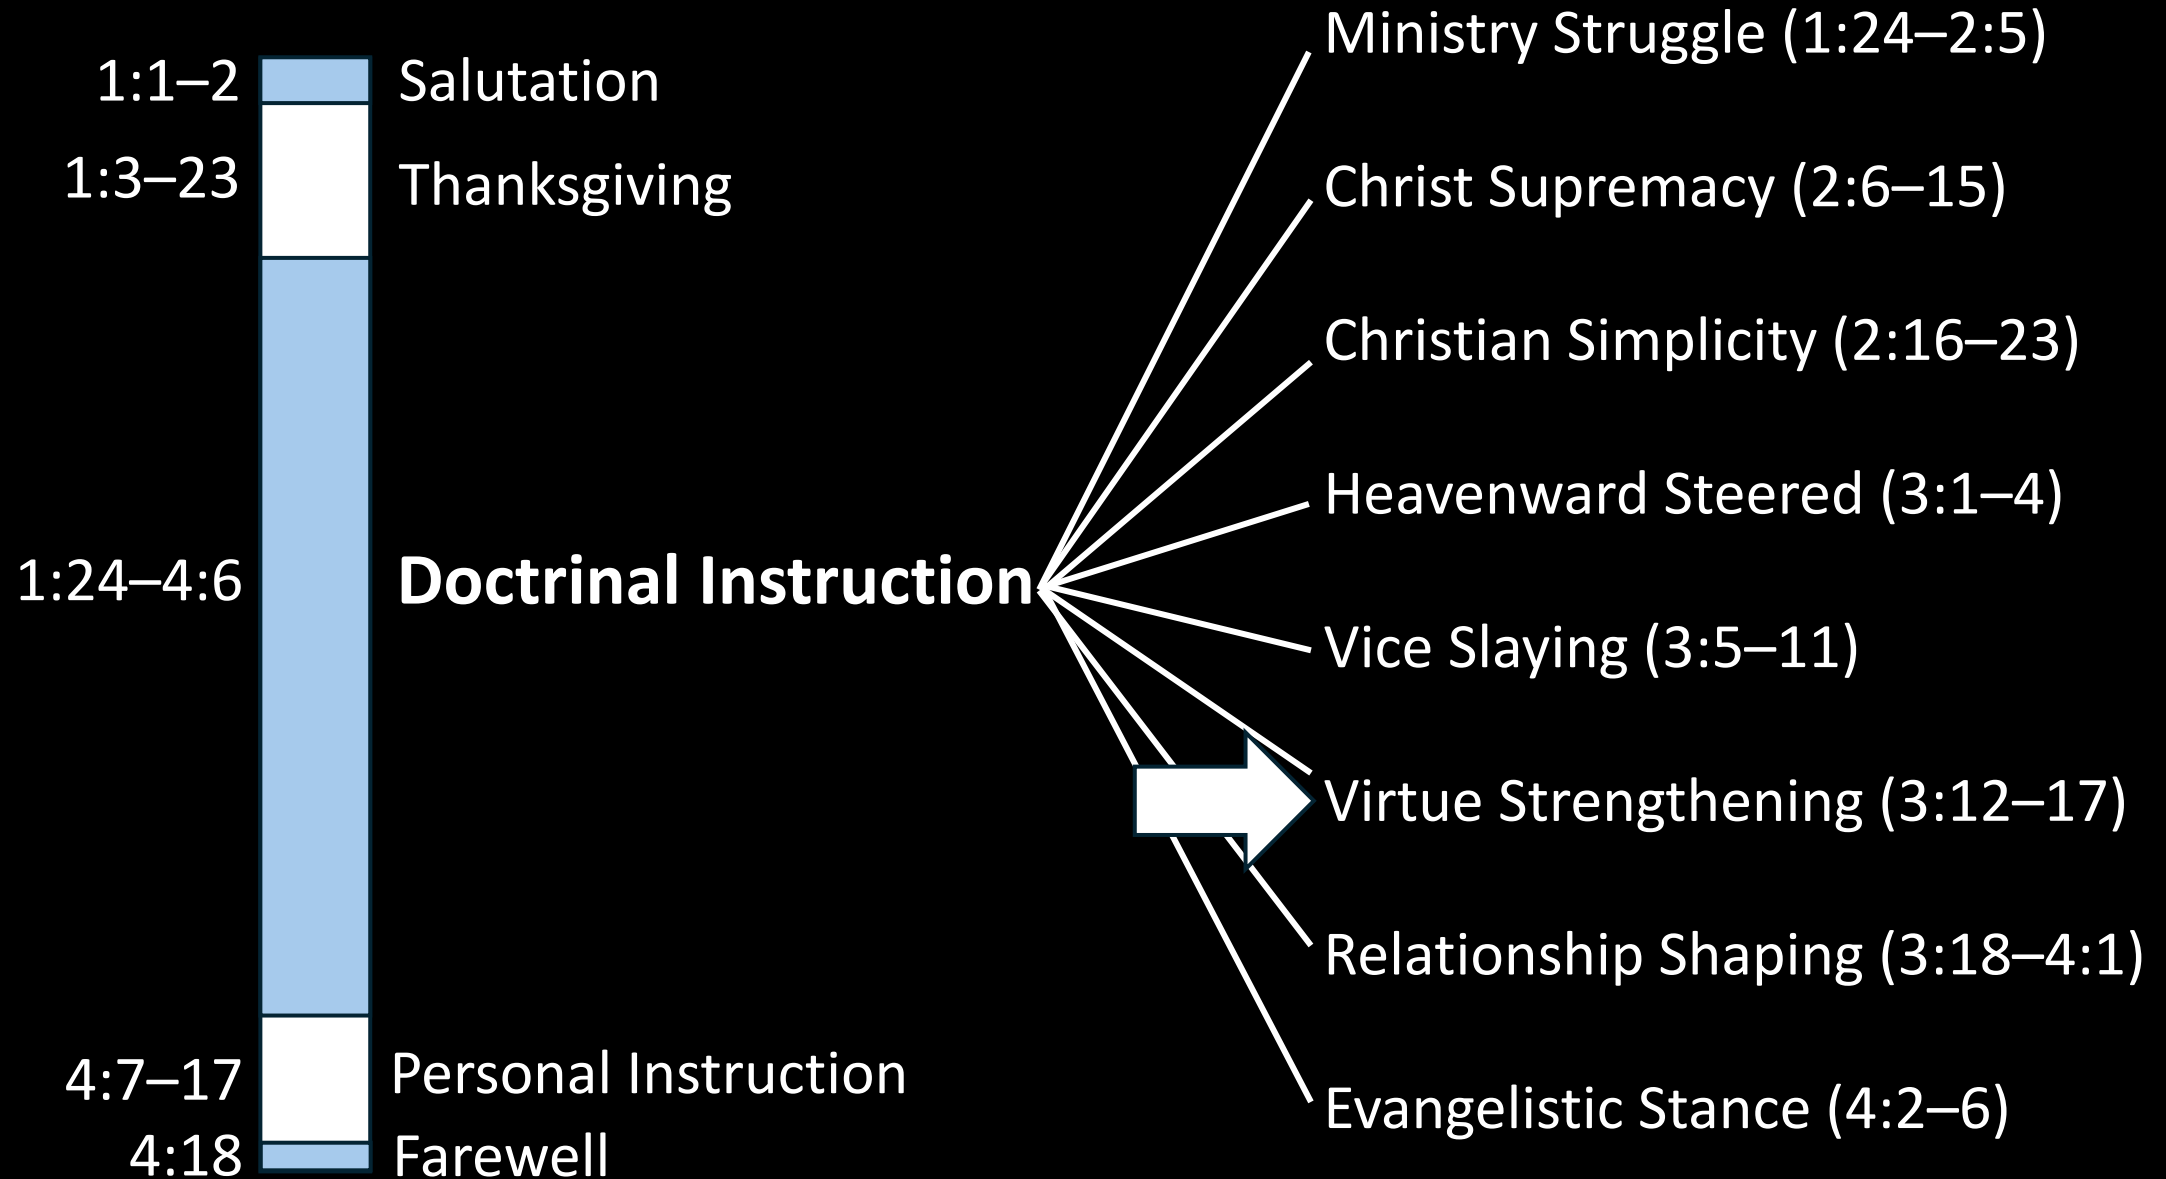 1:1–2 Salutation
1:3–23 Thanksgiving
1:24–4:6 Doctrinal Instruction
4:7–17 Personal Instruction
4:18 Farewell
Ministry Struggle (1:24–2:5)
Christ Supremacy (2:6–15)
Christian Simplicity (2:16–23)
Heavenward Steered (3:1–4)
Vice Slaying (3:5–11)
Virtue Strengthening (3:12–17)
Relationship Shaping (3:18–4:1)
Evangelistic Stance (4:2–6)